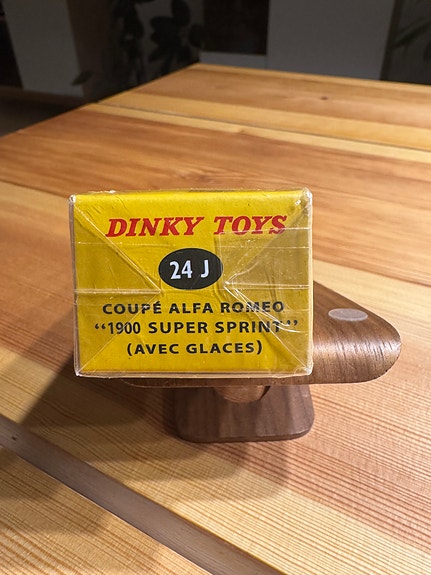 DINKY TOYS
24 J
COUPÉ ALFA ROMEO
“1900 SUPER SPRINT”
(AVEC GLACES)